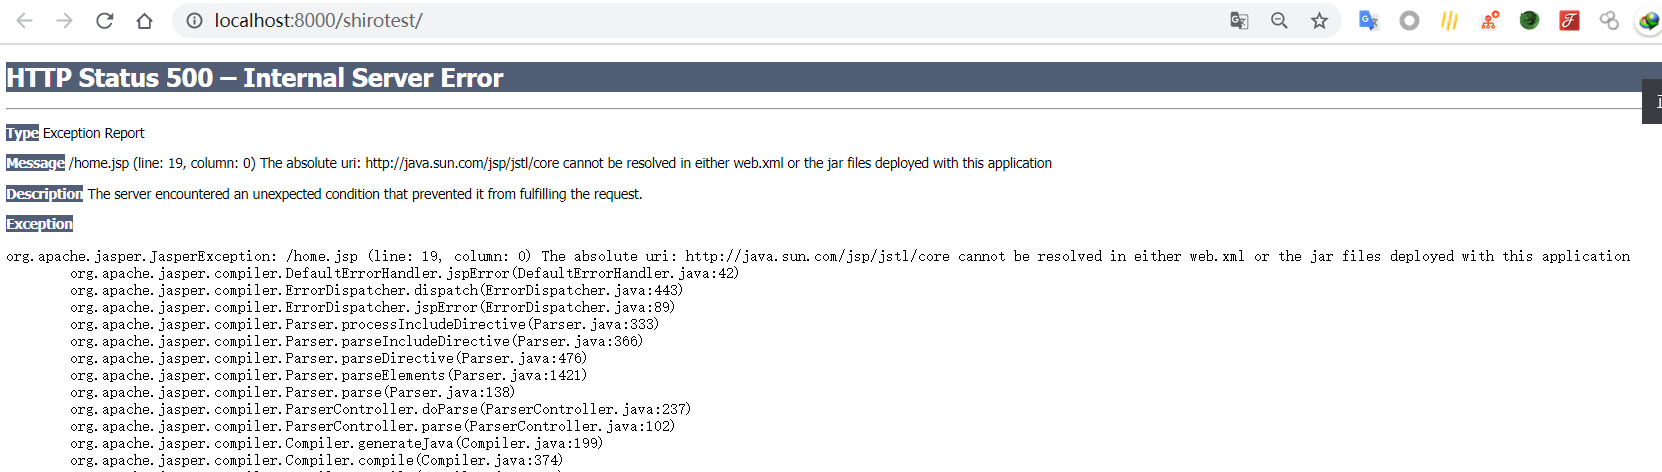 localhost:8000/shirotest/
HTTP Status 500 – Internal Server Error
Type Exception Report
Message /home.jsp (line: 19, column: 0) The absolute uri: http://java.sun.com/jsp/jstl/core cannot be resolved in either web.xml or the jar files deployed with this application
Description The server encountered an unexpected condition that prevented it from fulfilling the request.
Exception
org.apache.jasper.JasperException: /home.jsp (line: 19, column: 0) The absolute uri: http://java.sun.com/jsp/jstl/core cannot be resolved in either web.xml or the jar files deployed with this application
org.apache.jasper.compiler.DefaultErrorHandler.jspError(DefaultErrorHandler.java:42)
org.apache.jasper.compiler.ErrorDispatcher.dispatch(ErrorDispatcher.java:443)
org.apache.jasper.compiler.ErrorDispatcher.jspError(ErrorDispatcher.java:89)
org.apache.jasper.compiler.Parser.processIncludeDirective(Parser.java:333)
org.apache.jasper.compiler.Parser.parseIncludeDirective(Parser.java:366)
org.apache.jasper.compiler.Parser.parseDirective(Parser.java:476)
org.apache.jasper.compiler.Parser.parseElements(Parser.java:1421)
org.apache.jasper.compiler.Parser.parse(Parser.java:138)
org.apache.jasper.compiler.ParserController.doParse(ParserController.java:237)
org.apache.jasper.compiler.ParserController.parse(ParserController.java:102)
org.apache.jasper.compiler.Compiler.generateJava(Compiler.java:199)
org.apache.jasper.compiler.Compiler.compile(Compiler.java:374)